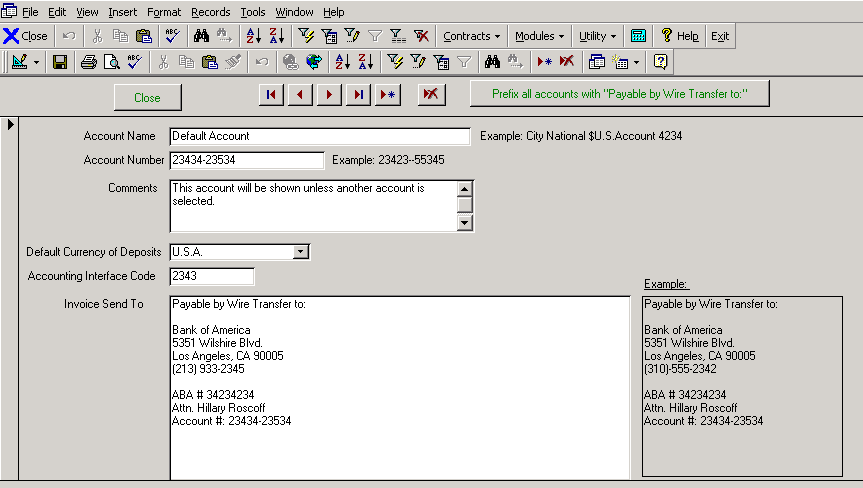 File Edit View Insert Format Records Tools Window Help
Close Contracts Modules Utility Help Exit
Close Prefix all accounts with "Payable by Wire Transfer to:"
Account Name Default Account Example: City National $U.S.Account 4234
Account Number 23434-23534 Example: 23423--55345
Comments This account will be shown unless another account is
selected.
Default Currency of Deposits U.S.A.
Accounting Interface Code 2343
Invoice Send To Payable by Wire Transfer to:
Bank of America
5351 Wilshire Blvd.
Los Angeles, CA 90005
(213) 933-2345
ABA # 34234234
Attn. Hillary Roscoff
Account #: 23434-23534
Example:
Payable by Wire Transfer to:
Bank of America
5351 Wilshire Blvd.
Los Angeles, CA 90005
(310)-555-2342
ABA # 34234234
Attn. Hillary Roscoff
Account #: 23434-23534